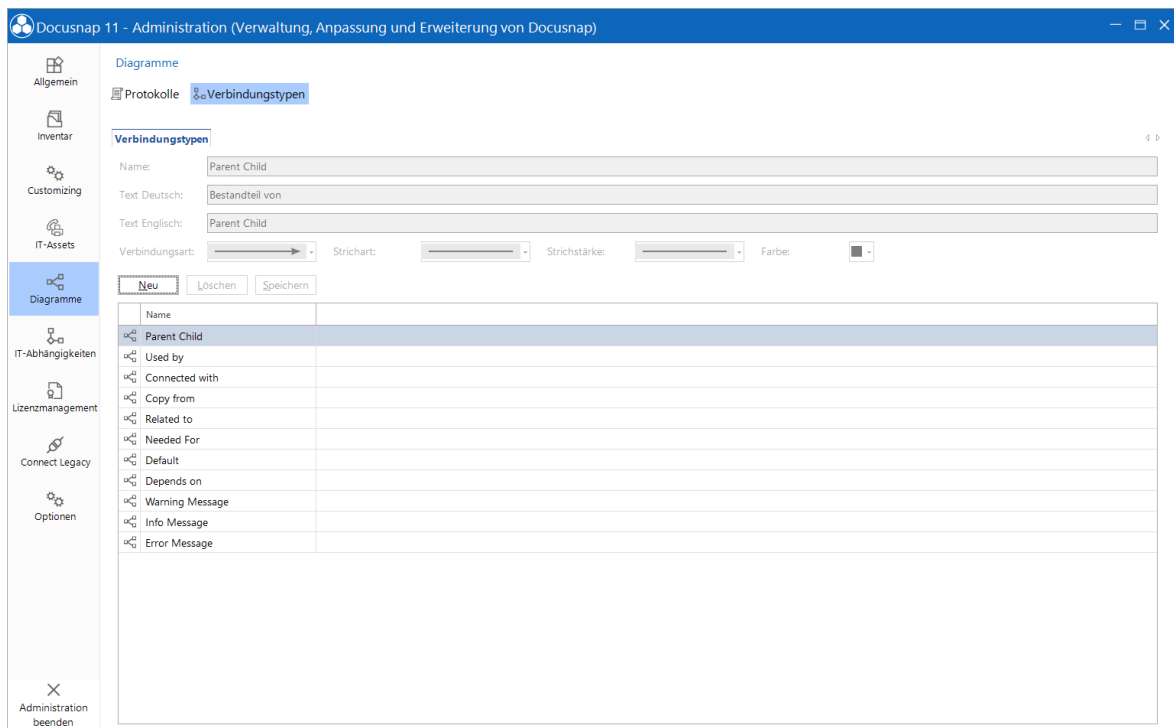 Docusnap 11 - Administration (Verwaltung, Anpassung und Erweiterung von Docusnap)
Allgemein
Inventar
Customizing
IT-Assets
Diagramme
IT-Abhängigkeiten
Lizenzmanagement
Connect Legacy
Optionen
Administration
beenden
Diagramme
Protokolle Verbindungstypen
Verbindungstypen
Name: Parent Child
Text Deutsch: Bestandteil von
Text Englisch: Parent Child
Verbindungsart: Strichart: Strichstärke: Farbe:
Neu Löschen Speichern
Name
Parent Child
Used by
Connected with
Copy from
Related to
Needed For
Default
Depends on
Warning Message
Info Message
Error Message